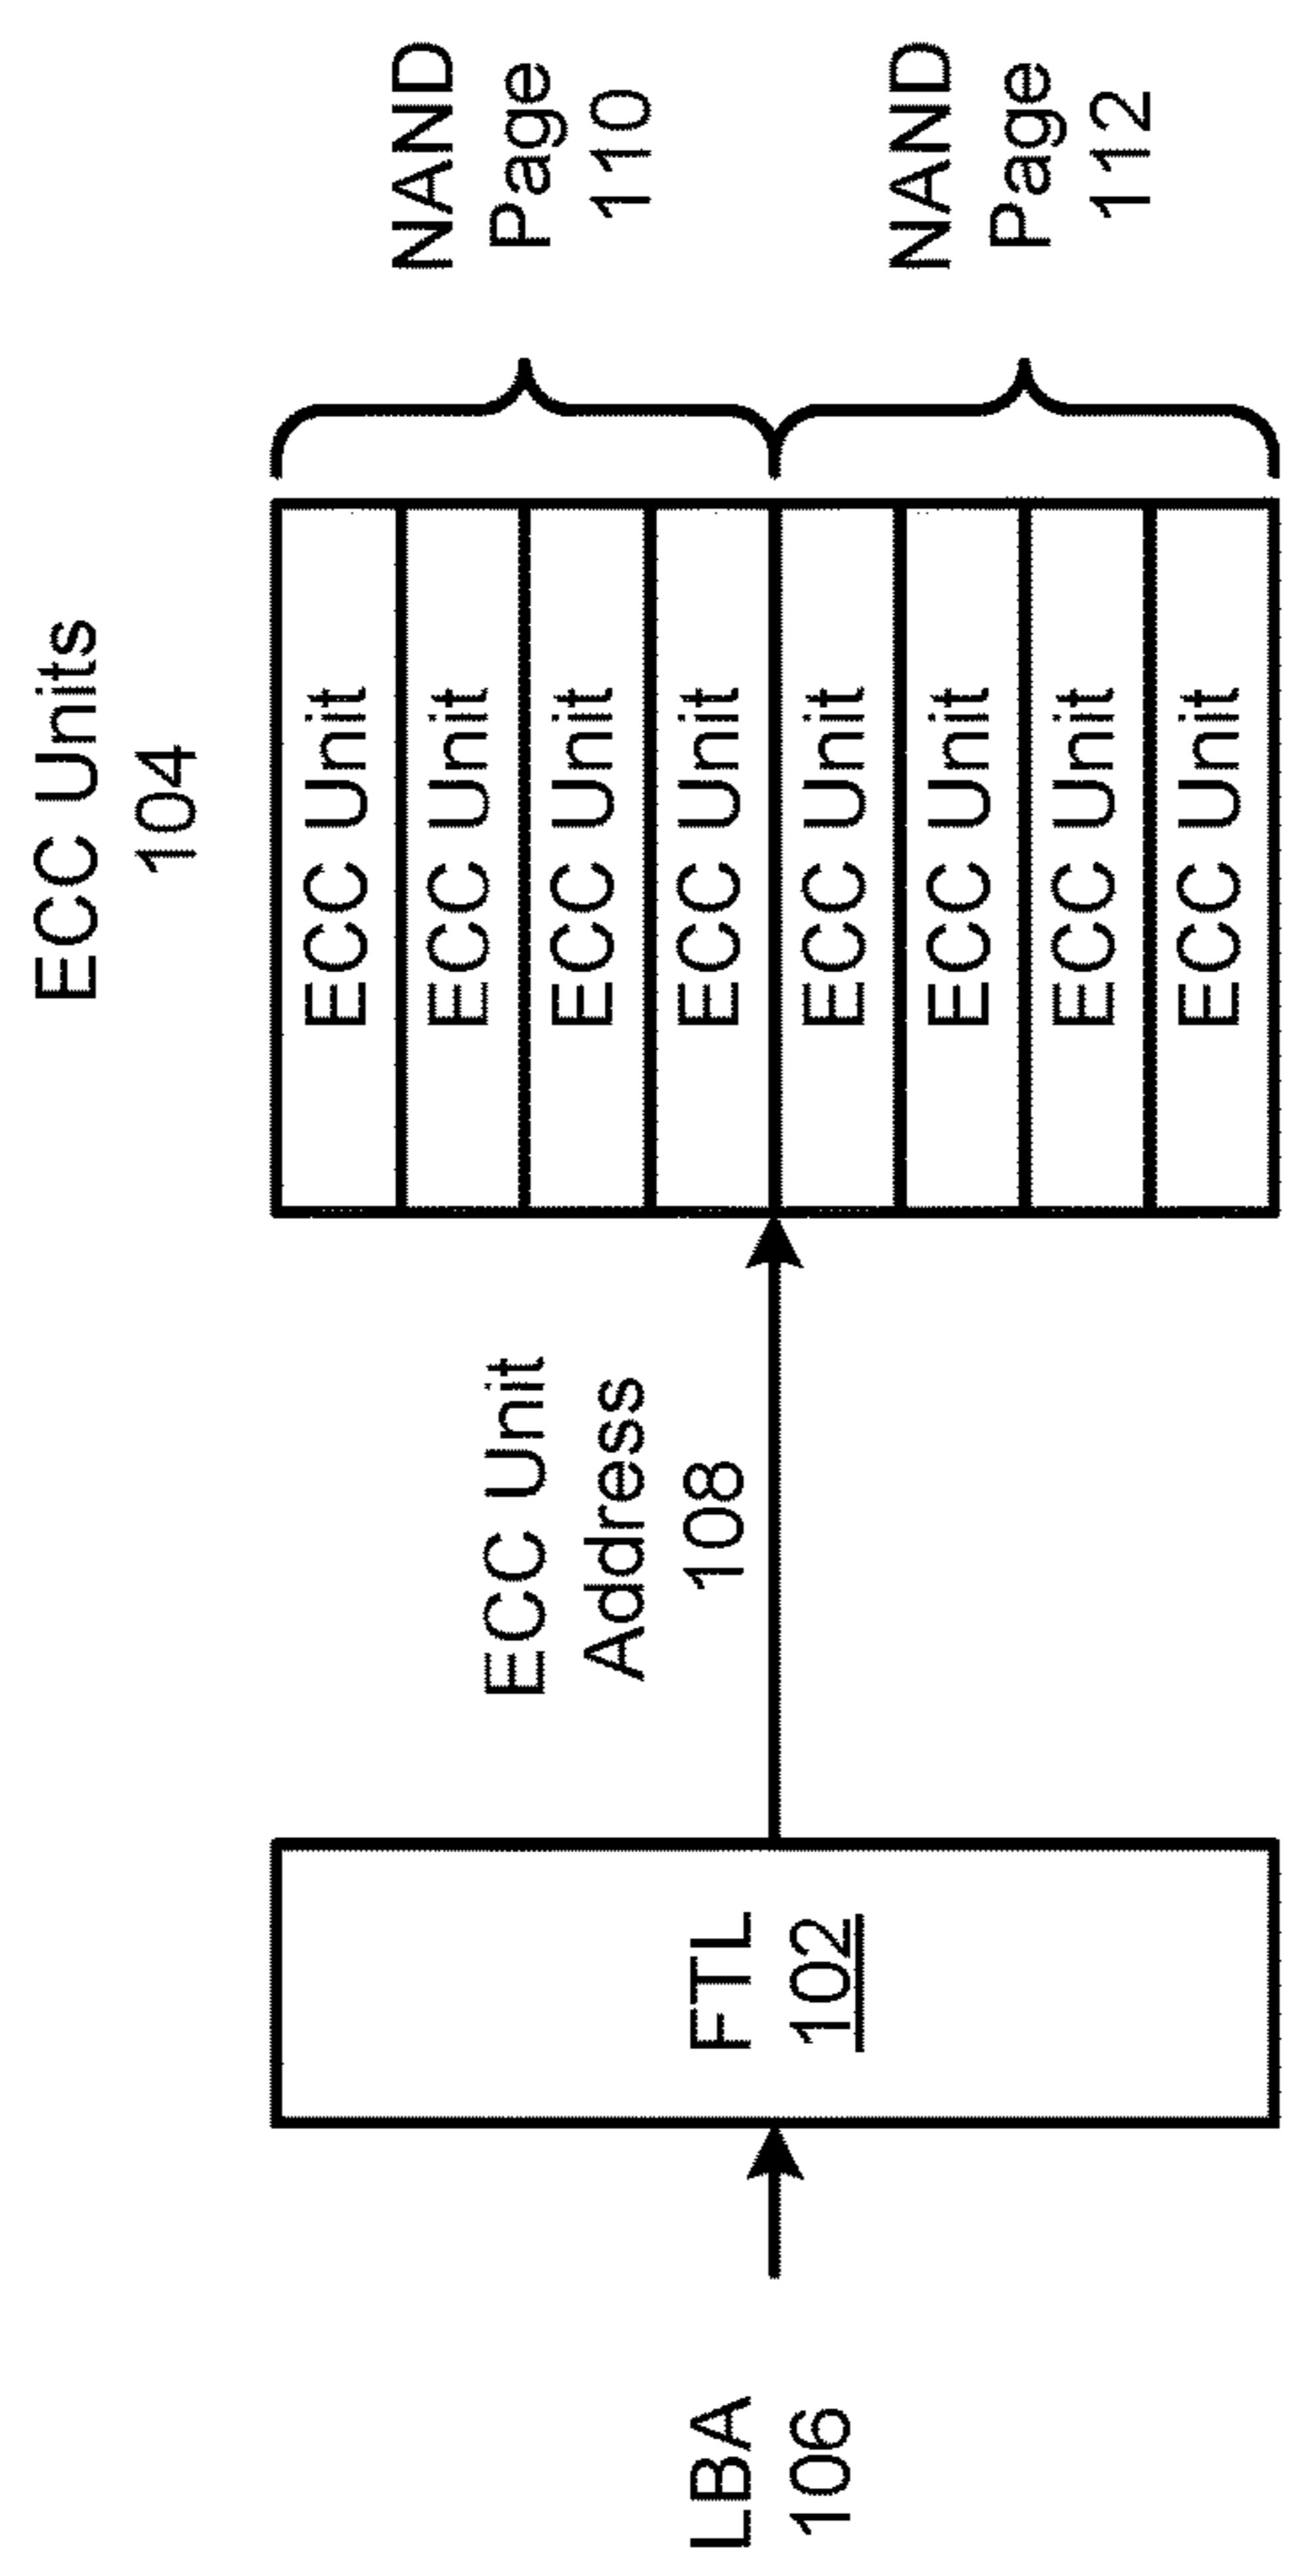 ECC Units
104
LBA
106
FTL
102
ECC Unit
Address
108
ECC Unit
ECC Unit
ECC Unit
ECC Unit
ECC Unit
ECC Unit
ECC Unit
ECC Unit
NAND
Page
110
NAND
Page
112